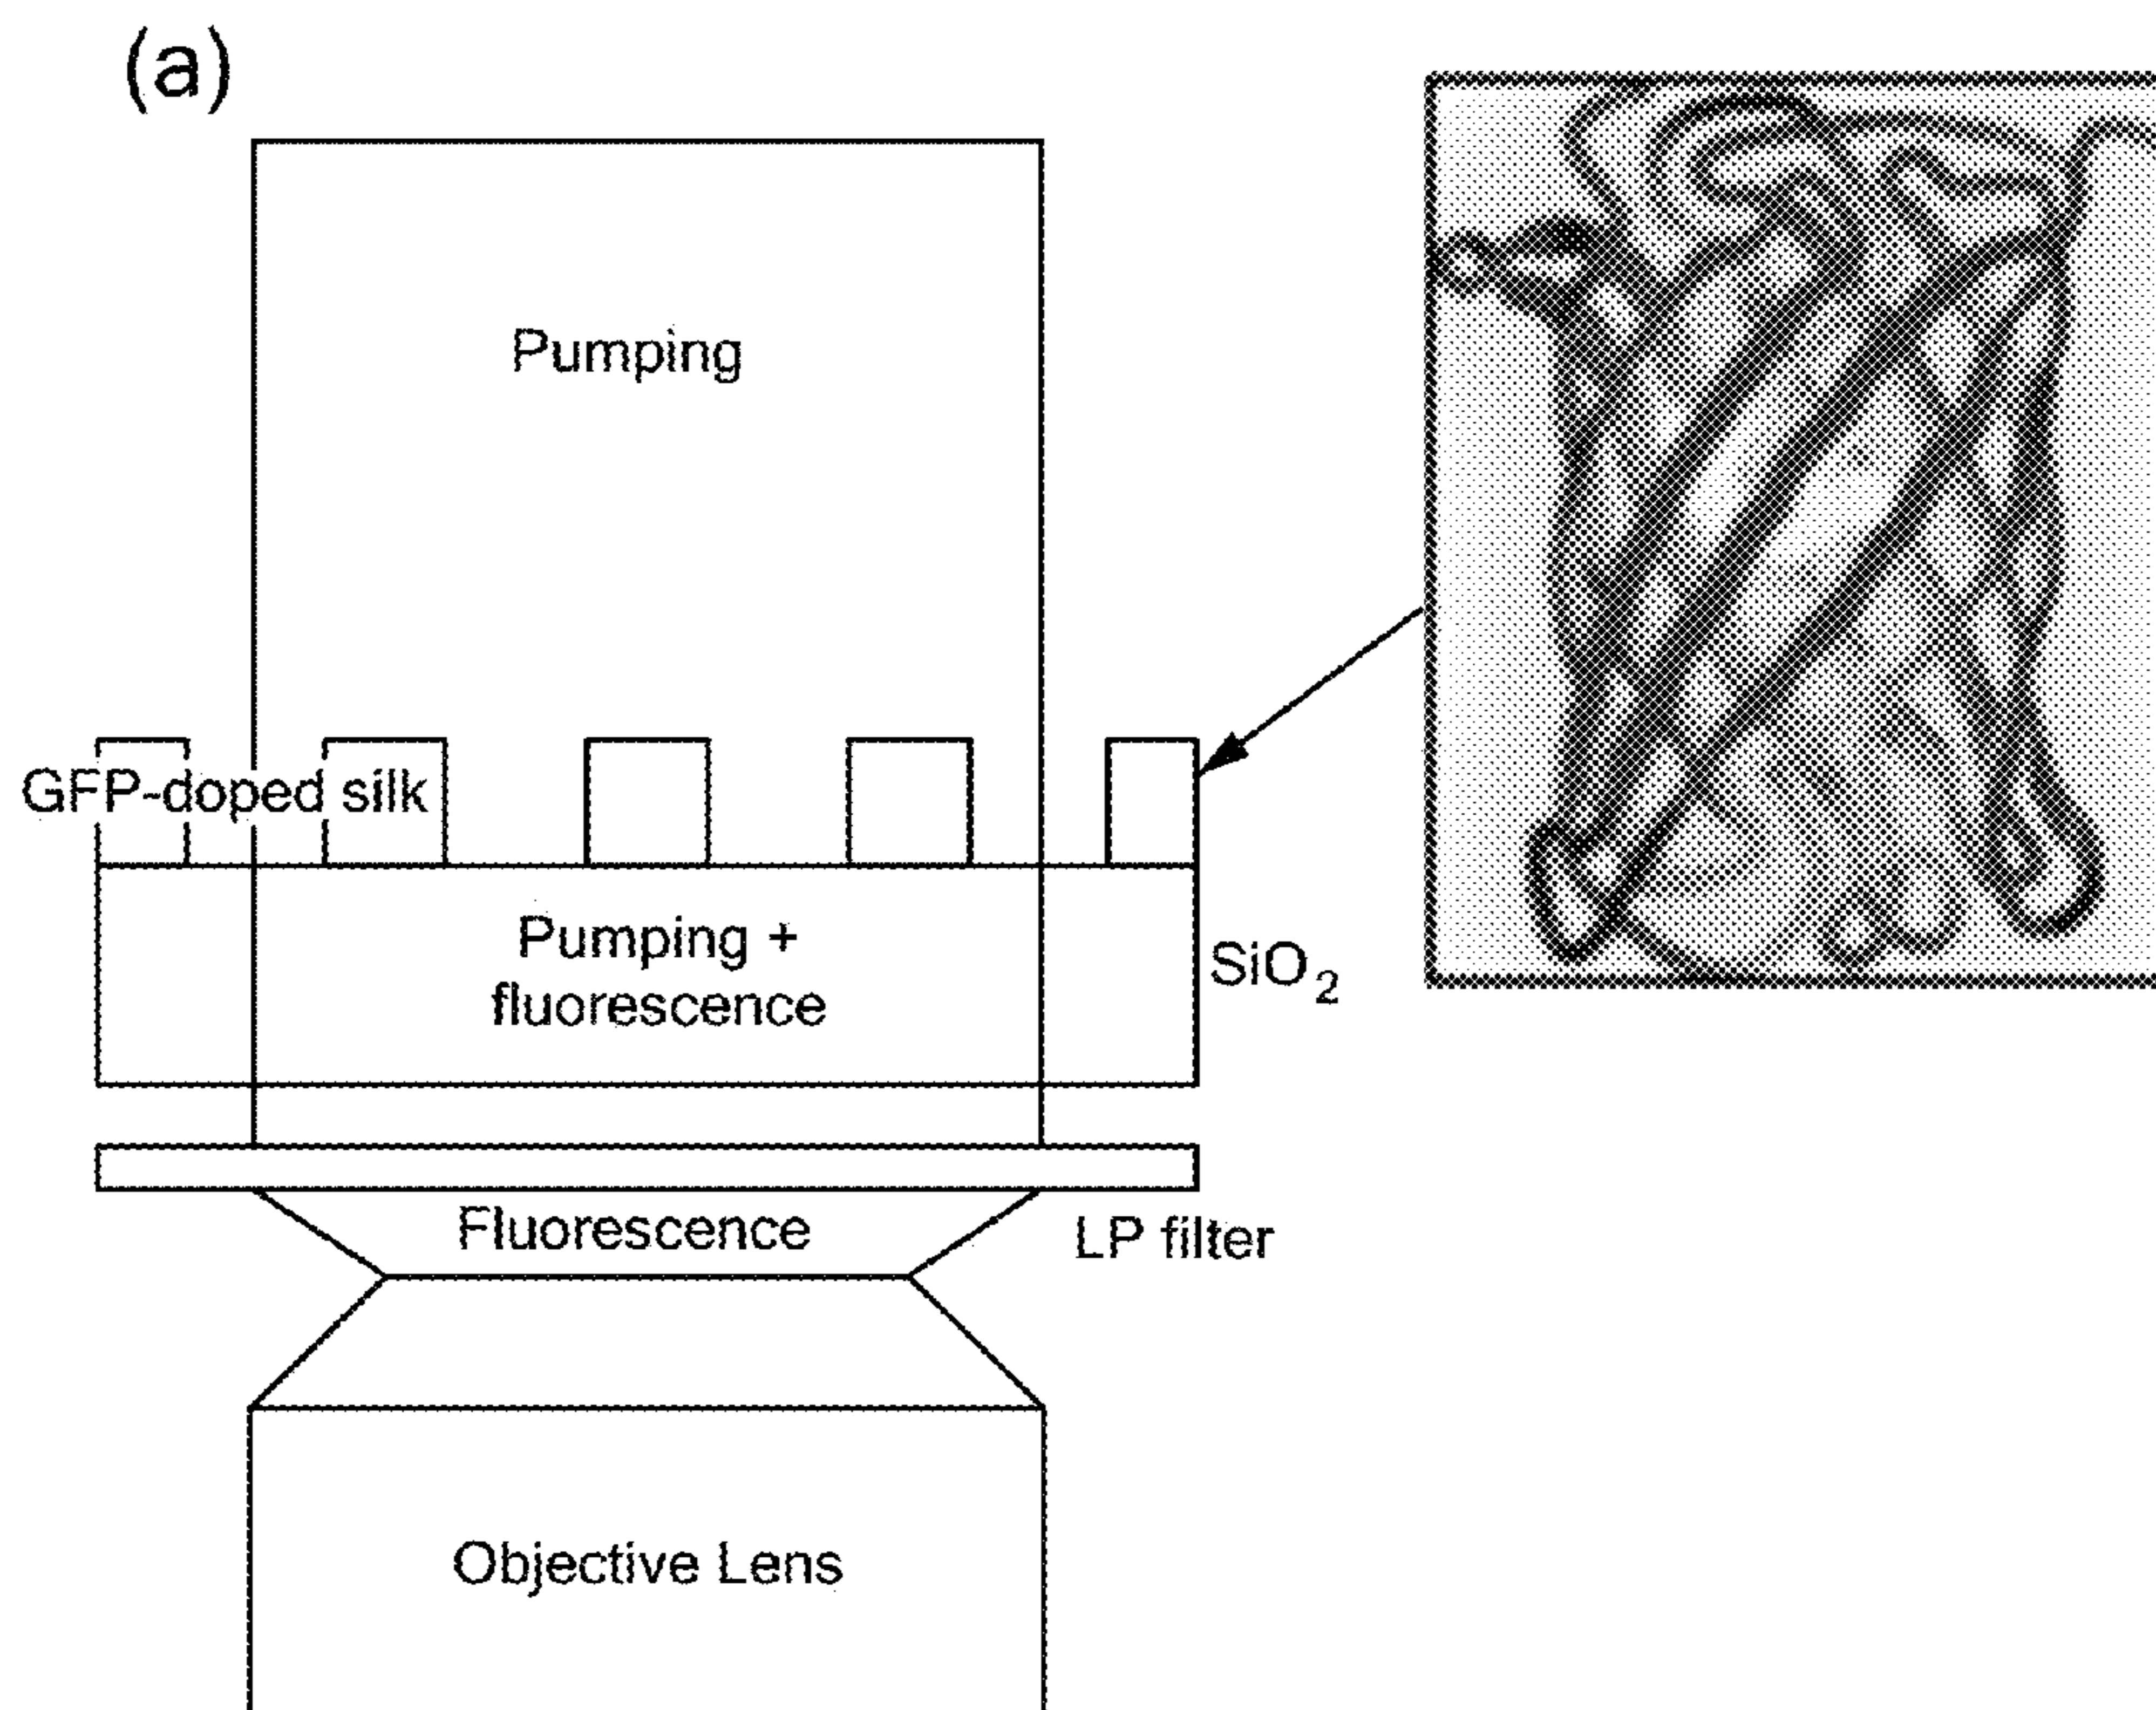 (a)
Pumping
GFP-doped silk
Pumping +
fluorescence
SiO₂
Fluorescence
LP filter
Objective Lens